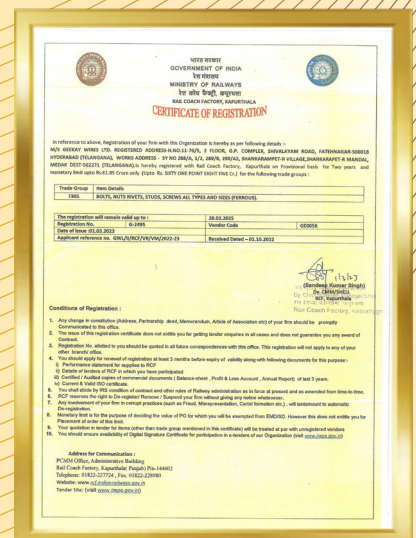 भारत सरकार
GOVERNMENT OF INDIA
रेल मंत्रालय
MINISTRY OF RAILWAYS
रेल कोच फैक्ट्री, कपूरथला
RAIL COACH FACTORY, KAPURTHALA
CERTIFICATE OF REGISTRATION
In reference to above, Registration of your firm with this Organization is hereby as per following details :-
M/S GEEKAY WIRES LTD. REGISTERED ADDRESS-H.NO.11-70/5, 2 FLOOR, G.P. COMPLEX, SHIVALAYAM ROAD, FATEHNAGAR-500018
HYDERABAD (TELANGANA), WORKS ADDRESS - SY NO 288/A, 1/2, 289/B, 290/A2, SHANKARAMPET-R VILLAGE,SHANKARAPET-R MANDAL,
MEDAK DEST-502271 (TELANGANA).Is hereby registered with Rail Coach Factory, Kapurthala on Provisional basis for Two years and
monetary limit upto Rs.61.85 Crore only (Upto Rs. SIXTY ONE POINT EIGHT FIVE Cr.) for the following trade groups :
Trade Group Item Details
7305 BOLTS, NUTS RIVETS, STUDS, SCREWS ALL TYPES AND SIZES (FERROUS).
The registration will remain valid up to : 28.02.2025
Registration No. G-2495 Vendor Code GE0058
Date of issue :01.03.2023
Applicant reference no. GWL/S/RCF/VR/VM/2022-23 Received Dated – 01.10.2022
(Sandeep Kumar Singh)
Dy. CMM/SHELL
RCF, Kapurthala
Rail Coach Factory, Kapurthala
Conditions of Registration :
1. Any change in constitution (Address, Partnership deed, Memorandum, Article of Association etc) of your firm should be promptly
Communicated to this office.
2. The issue of this registration certificate does not entitle you for getting tender enquiries in all cases and does not guarantee you any award of
Contract.
3. Registration No. allotted to you should be quoted in all future correspondences with this office. This registration will not apply to any of your
other branch/ office.
4. You should apply for renewal of registration at least 3 months before expiry of validity along with following documents for this purpose:-
i) Performance statement for supplies to RCF
ii) Details of tenders of RCF in which you have participated
iii) Certified / Audited copies of commercial documents ( Balance-sheet , Profit & Loss Account , Annual Report) of last 3 years.
iv) Current & Valid ISO certificate.
5. You shall abide by IRS condition of contract and other rules of Railway administration as in force at present and as amended from time-to-time.
6. RCF reserves the right to De-register/ Remove / Suspend your firm without giving any notice whatsoever.
7. Any involvement of your firm in corrupt practices (such as Fraud, Misrepresentation, Cartel formation etc.) , will tantamount to automatic
De-registration.
8. Monetary limit is for the purpose of deciding the value of PO for which you will be exempted from EMD/SD. However this does not entitle you for
Placement of order of this limit.
9. Your quotation in tender for items (other than trade group mentioned in this certificate) will be treated at par with unregistered vendors
10. You should ensure availability of Digital Signature Certificate for participation in e-tenders of our Organization (visit www.ireps.gov.in)
Address for Communication :
PCMM Office, Administrative Building
Rail Coach Factory, Kapurthala( Punjab) Pin-144602
Telephone: 01822-227724 , Fax: 01822-228980
Website: www.rcf.indianrailways.gov.in
Tender Site: (visit www.ireps.gov.in)